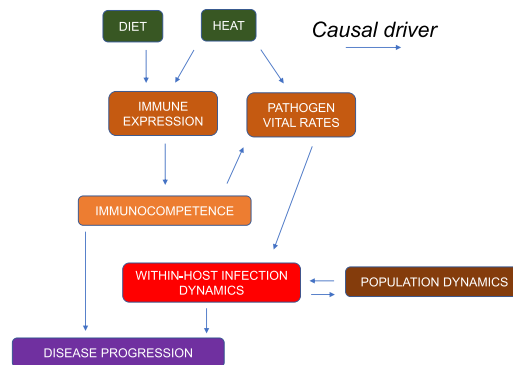 DIET
HEAT
Causal driver
IMMUNE
EXPRESSION
PATHOGEN
VITAL RATES
IMMUNOCOMPETENCE
WITHIN-HOST INFECTION
DYNAMICS
POPULATION DYNAMICS
DISEASE PROGRESSION